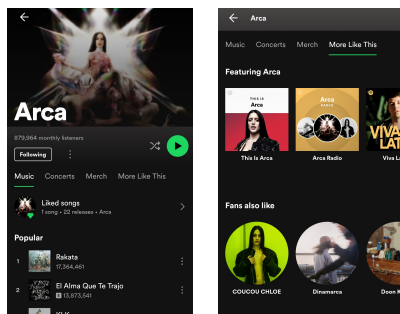 Arca
879,964 monthly listeners
Following
Music Concerts Merch More Like This
Liked songs
1 song • 22 releases • Arca
Popular
1 Rakata
17,364,461
2 El Alma Que Te Trajo
E 13,873,541
Arca
Music Concerts Merch More Like This
Featuring Arca
THIS IS
Arca
Arca
RADIO
VIVA
LAT
This Is Arca
Arca Radio
Viva L
Fans also like
COUCOU CHLOE
Dinamarca
Doon K